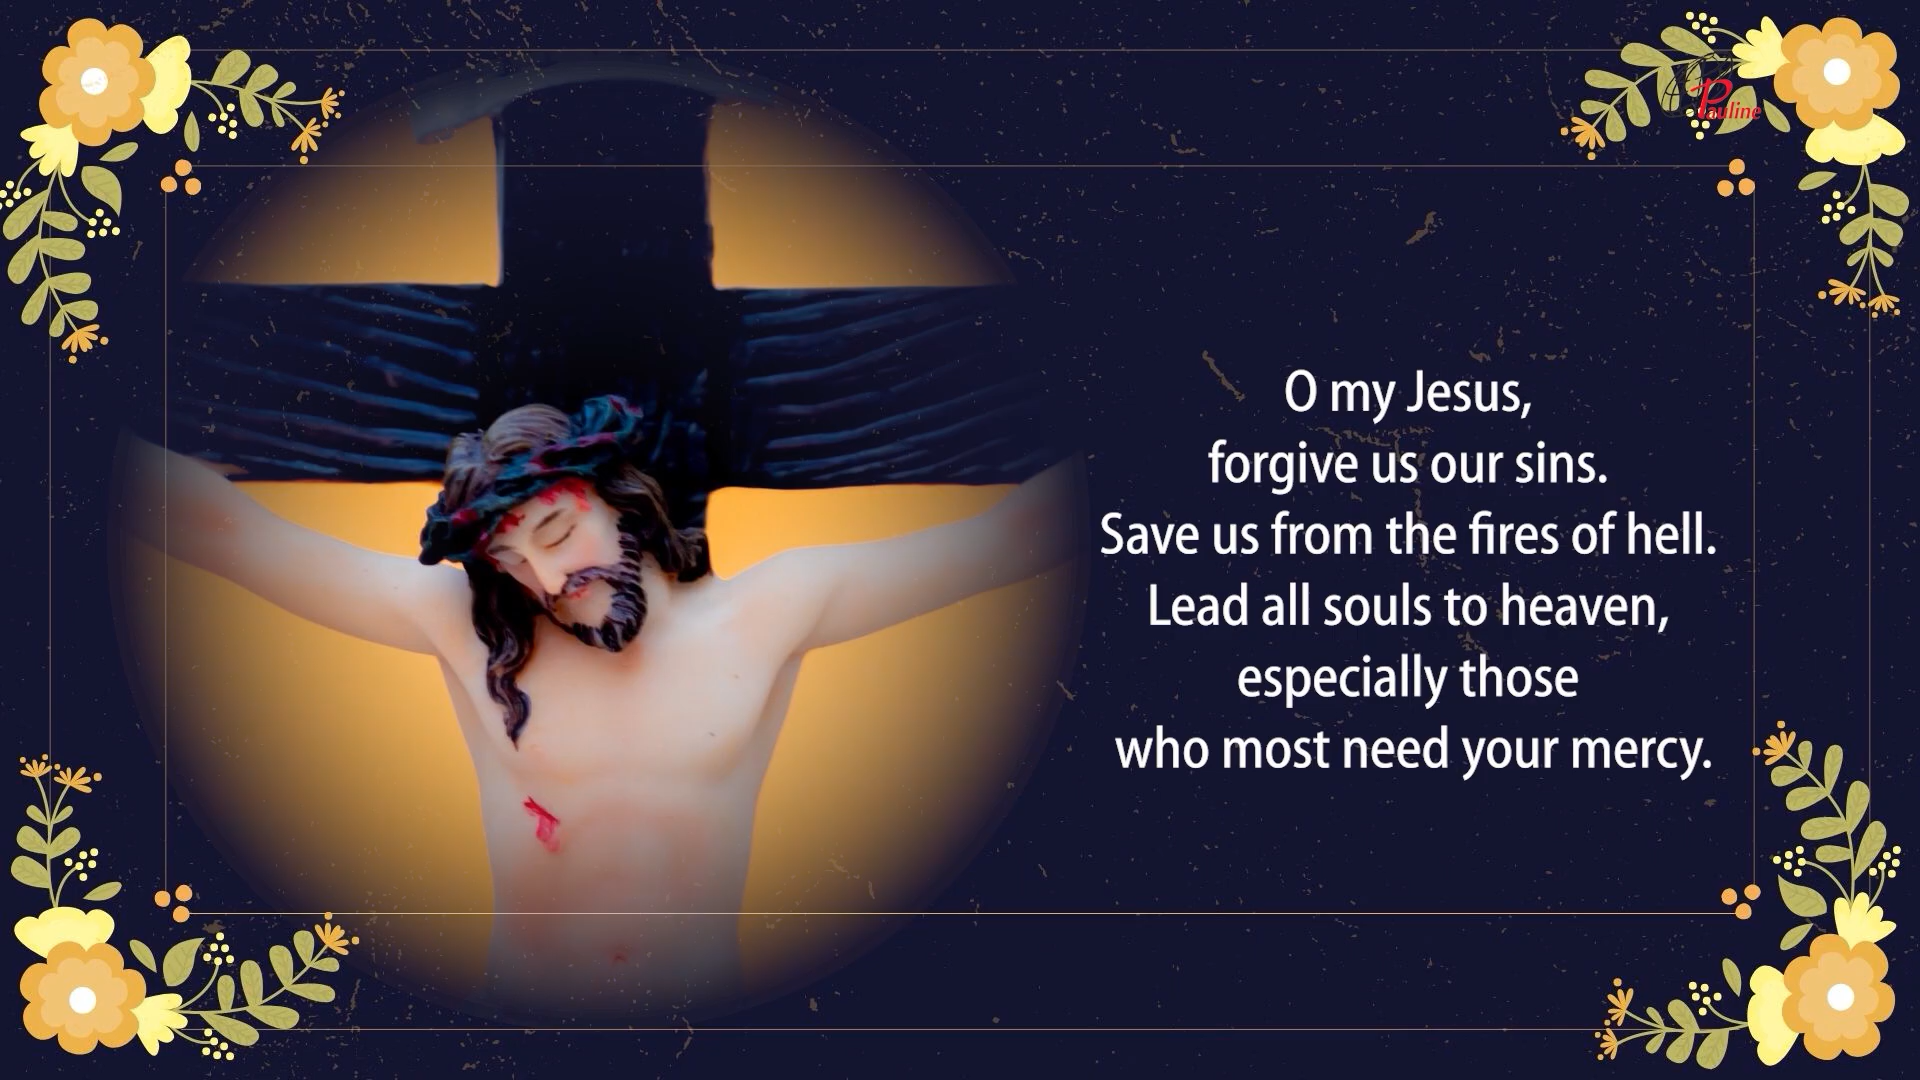 Pauline
O my Jesus,
forgive us our sins.
Save us from the fires of hell.
Lead all souls to heaven,
especially those
who most need your mercy.